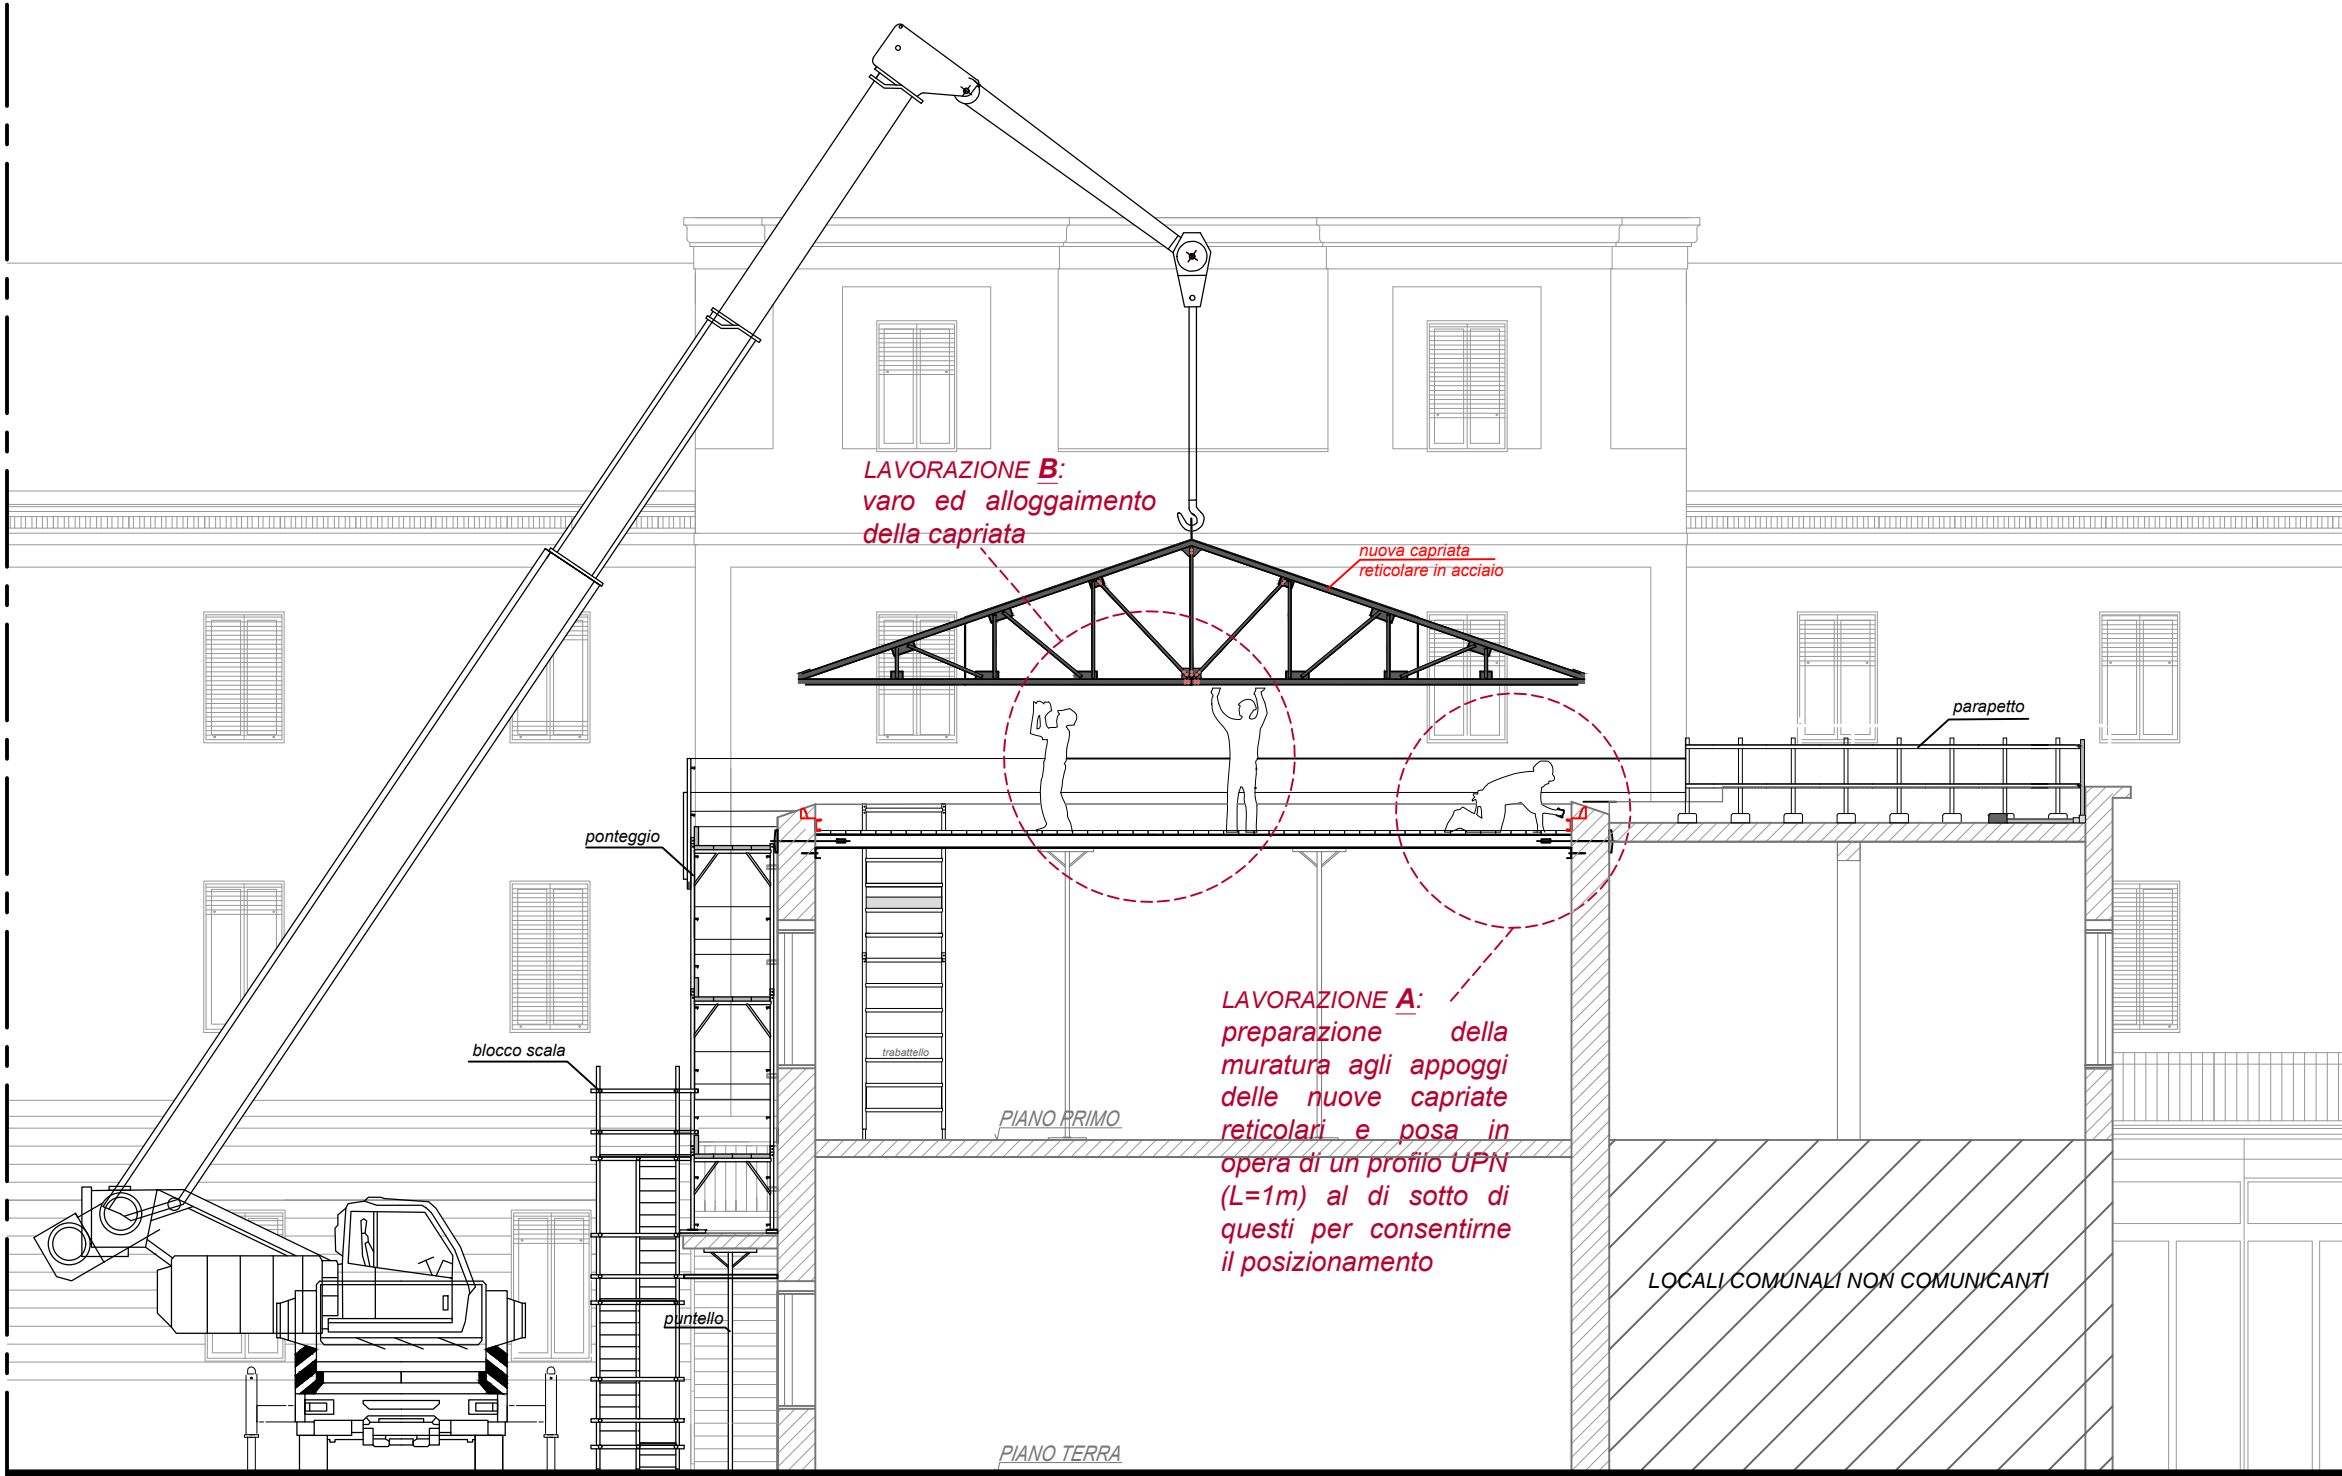 LAVORAZIONE B:
varo ed alloggaimento
della capriata
nuova capriata
reticolare in acciaio
parapetto
ponteggio
blocco scala
trabattello
LAVORAZIONE A:
preparazione della
muratura agli appoggi
delle nuove capriate
reticolari e posa in
opera di un profilo UPN
(L=1m) al di sotto di
questi per consentirne
il posizionamento
PIANO PRIMO
LOCALI COMUNALI NON COMUNICANTI
puntello
PIANO TERRA